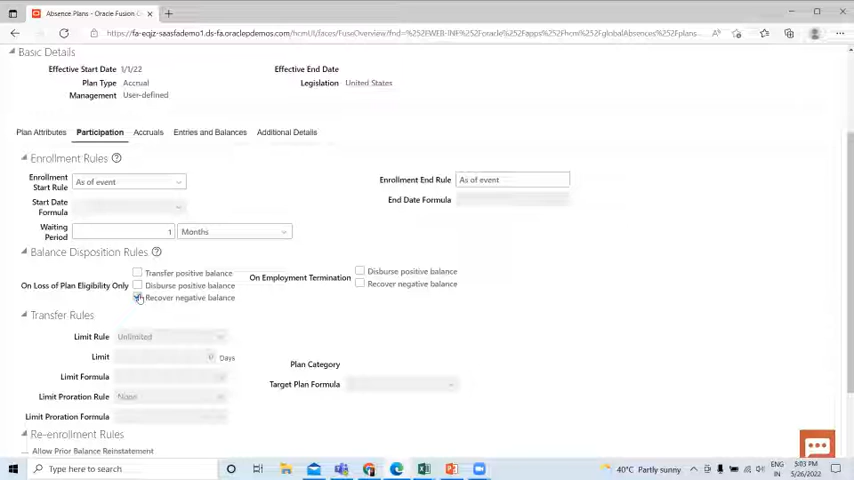 Absence Plans - Oracle Fusion C
https://fa-eqjz-saasfademo1.ds-fa.oraclepdemos.com/hcmUI/faces/FuseOverview?fnd=%252FWEB-INF%252Foracle%252Fapps%252Fhcm%252FglobalAbsences%252Fplans...
Basic Details
Effective Start Date 1/1/22 Effective End Date
Plan Type Accrual Legislation United States
Management User-defined
Plan Attributes Participation Accruals Entries and Balances Additional Details
Enrollment Rules
Enrollment Start Rule As of event Enrollment End Rule As of event
Start Date Formula End Date Formula
Waiting Period 1 Months
Balance Disposition Rules
Transfer positive balance Disburse positive balance
On Loss of Plan Eligibility Only Disburse positive balance On Employment Termination Recover negative balance
Recover negative balance
Transfer Rules
Limit Rule Unlimited
Limit 0 Days Plan Category
Limit Formula Target Plan Formula
Limit Proration Rule None
Limit Proration Formula
Re-enrollment Rules
Allow Prior Balance Reinstatement
Type here to search 40°C Partly sunny ENG IN 5:03 PM 5/26/2022